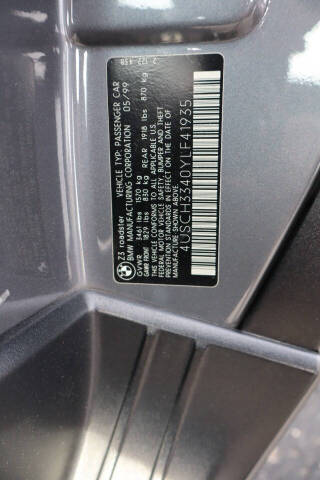 Z3 roadster VEHICLE TYP: PASSENGER CAR
BMW MANUFACTURING CORPORATION 05/99
GVWR 3461 lbs 1570 kg
GAWR FRONT 1829 lbs 830 kg REAR 1918 lbs 870 kg
THIS VEHICLE CONFORMS TO ALL APPLICABLE
FEDERAL MOTOR VEHICLE SAFETY, BUMPER AND
THEFT PREVENTION STANDARDS IN EFFECT ON THE
DATE OF MANUFACTURE SHOWN ABOVE.
4USCH3340YLF41935